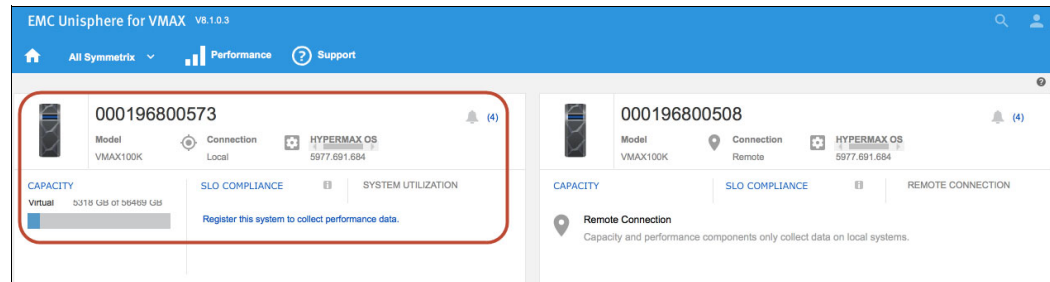 EMC Unisphere for VMAX V8.1.0.3
All Symmetrix Performance Support
000196800573 (4)
Model Connection HYPERMAX OS
VMAX100K Local 5977.691.684
CAPACITY SLO COMPLIANCE SYSTEM UTILIZATION
Virtual 5318 GB of 56469 GB
Register this system to collect performance data.
000196800508 (4)
Model Connection HYPERMAX OS
VMAX100K Remote 5977.691.684
CAPACITY SLO COMPLIANCE REMOTE CONNECTION
Remote Connection
Capacity and performance components only collect data on local systems.